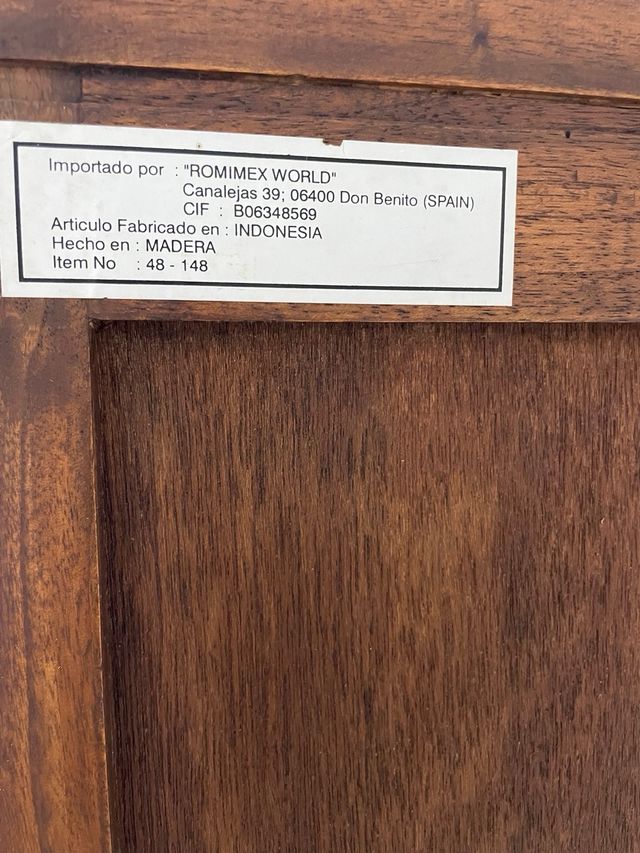 Importado por : "ROMIMEX WORLD"
Canalejas 39; 06400 Don Benito (SPAIN)
CIF : B06348569
Articulo Fabricado en : INDONESIA
Hecho en : MADERA
Item No : 48 - 148